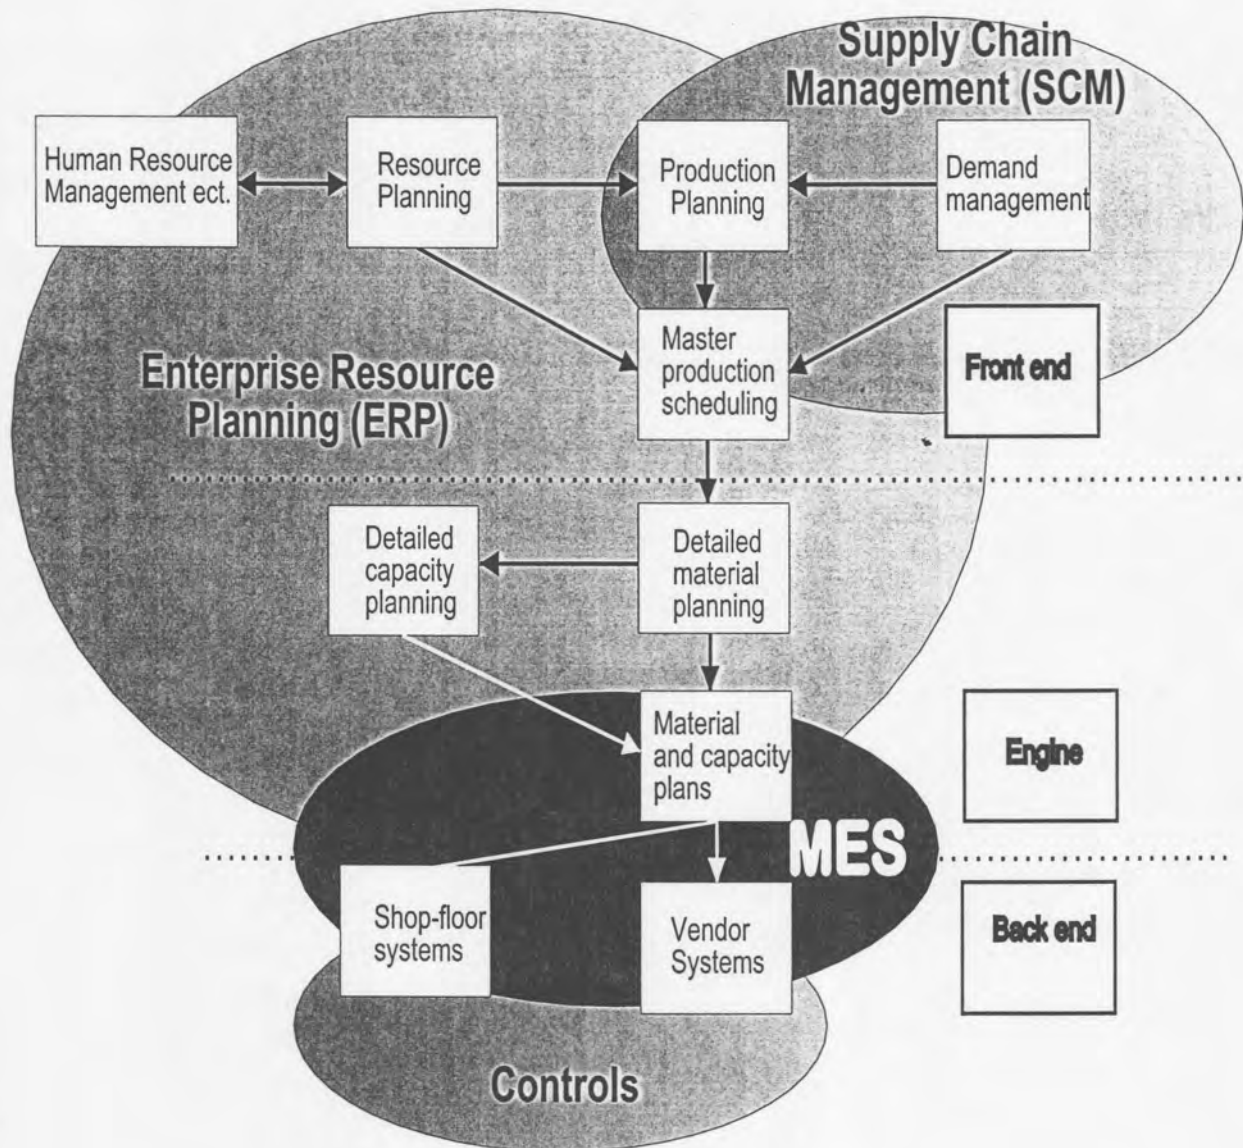 Supply Chain
Management (SCM)
Human Resource
Management ect.
Resource
Planning
Production
Planning
Demand
management
Master
production
scheduling
Front end
Enterprise Resource
Planning (ERP)
Detailed
capacity
planning
Detailed
material
planning
Material
and capacity
plans
Engine
MES
Shop-floor
systems
Vendor
Systems
Back end
Controls